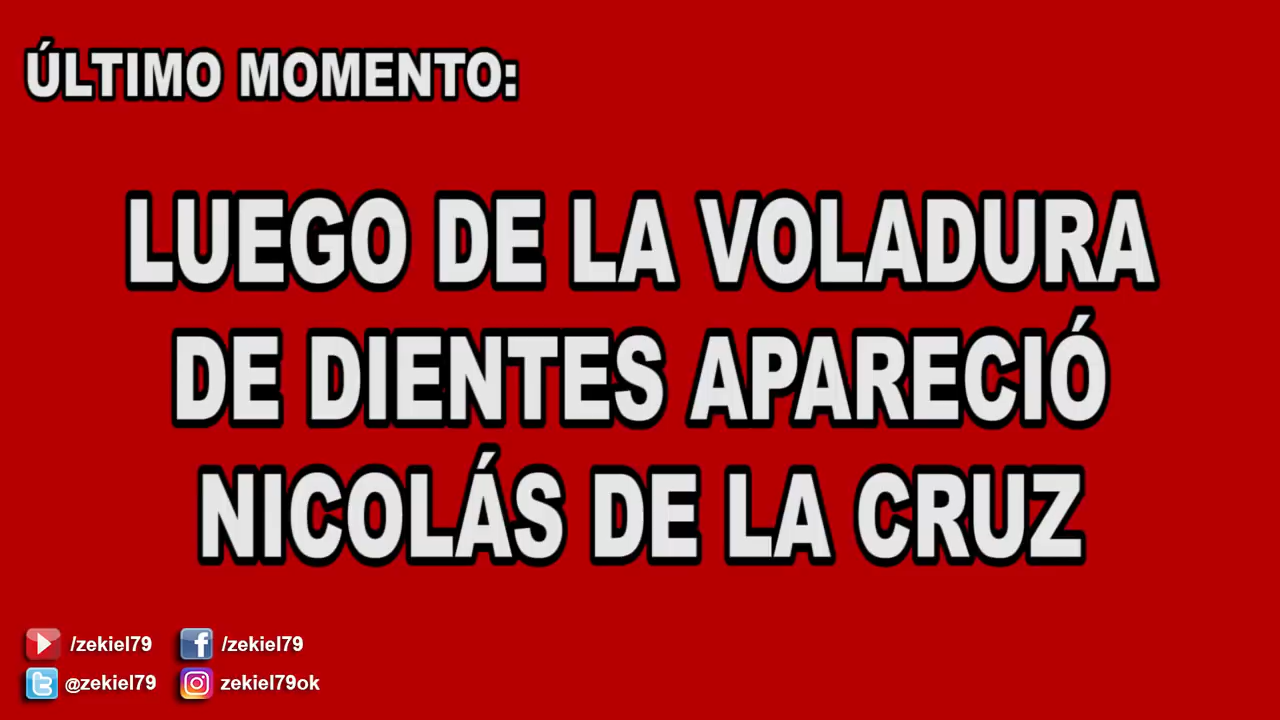 ÚLTIMO MOMENTO:
LUEGO DE LA VOLADURA
DE DIENTES APARECIÓ
NICOLÁS DE LA CRUZ
/zekiel79 /zekiel79
@zekiel79 zekiel79ok